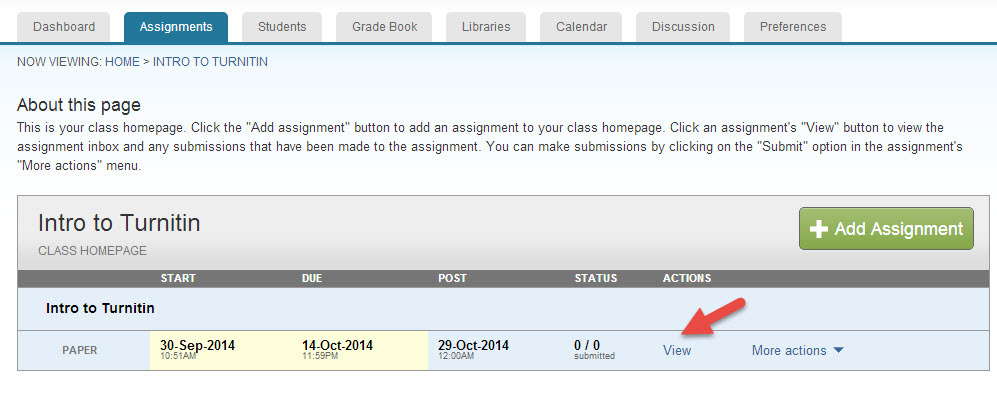 Dashboard Assignments Students Grade Book Libraries Calendar Discussion Preferences
NOW VIEWING: HOME > INTRO TO TURNITIN
About this page
This is your class homepage. Click the "Add assignment" button to add an assignment to your class homepage. Click an assignment's "View" button to view the
assignment inbox and any submissions that have been made to the assignment. You can make submissions by clicking on the "Submit" option in the assignment's
"More actions" menu.
Intro to Turnitin
Add Assignment
CLASS HOMEPAGE
START DUE POST STATUS ACTIONS
Intro to Turnitin
PAPER 30-Sep-2014 14-Oct-2014 29-Oct-2014 0 / 0 View More actions
10:51AM 11:59PM 12:00AM submitted